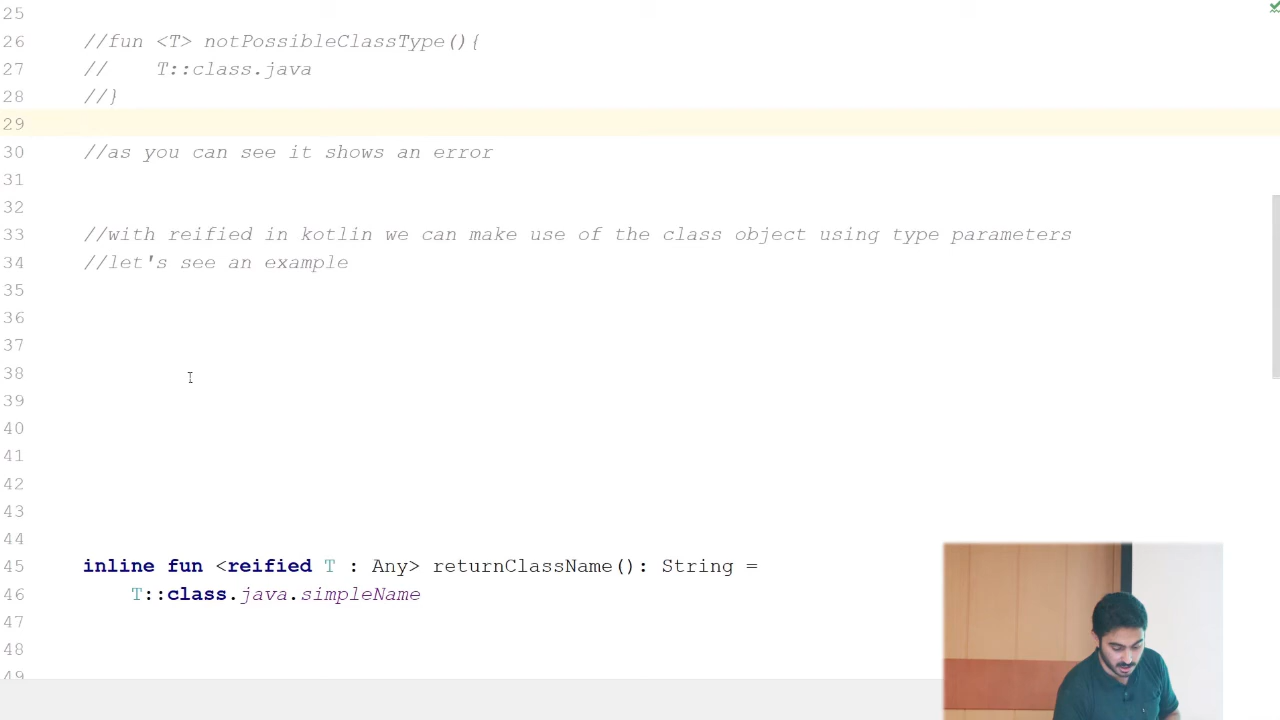 25
26 //fun <T> notPossibleClassType(){
27 //    T::class.java
28 //}
29
30 //as you can see it shows an error
31
32
33 //with reified in kotlin we can make use of the class object using type parameters
34 //let's see an example
35
36
37
38
39
40
41
42
43
44
45 inline fun <reified T : Any> returnClassName(): String =
46     T::class.java.simpleName
47
48
49